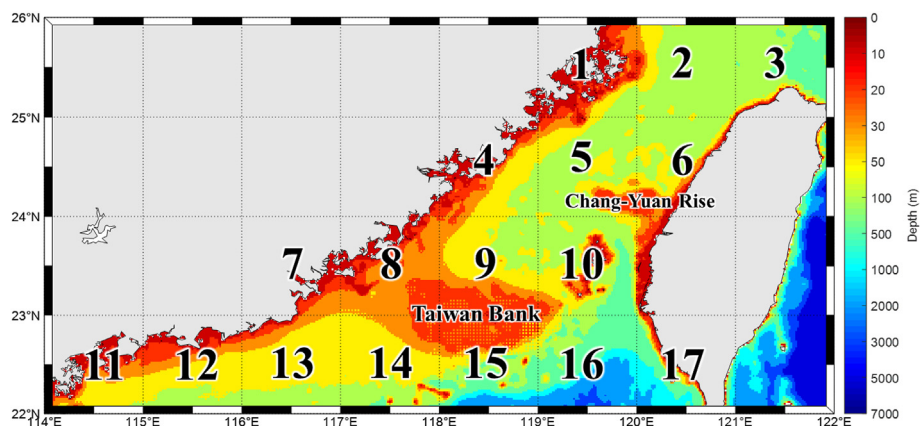 26°N
25°N
24°N
23°N
22°N
114°E
115°E
116°E
117°E
118°E
119°E
120°E
121°E
122°E
1
2
3
4
5
6
Chang-Yuan Rise
7
8
9
10
Taiwan Bank
11
12
13
14
15
16
17
0
10
20
30
50
100
500
1000
2000
3000
5000
7000
Depth (m)